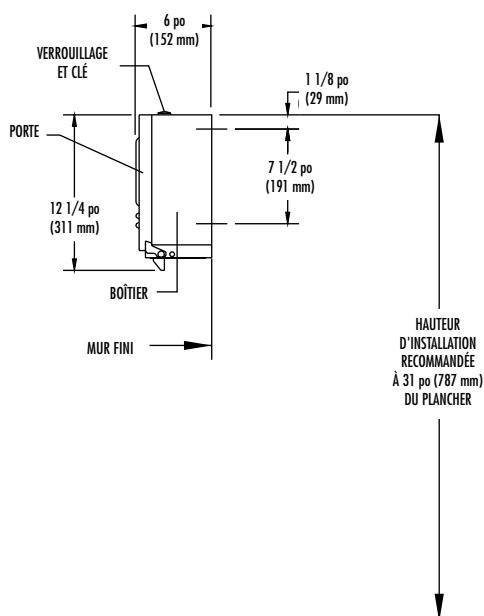 6 po
(152 mm)
VERROUILLAGE
ET CLÉ
1 1/8 po
(29 mm)
PORTE
7 1/2 po
(191 mm)
12 1/4 po
(311 mm)
BOÎTIER
MUR FINI
HAUTEUR
D'INSTALLATION
RECOMMANDÉE
À 31 po (787 mm)
DU PLANCHER